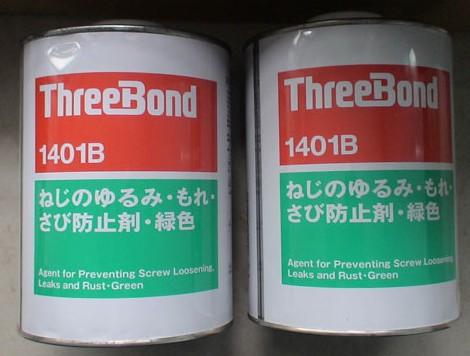 ThreeBond
1401B
ねじのゆるみ・もれ・
さび防止剤・緑色
Agent for Preventing Screw Loosening,
Leaks and Rust・Green
ThreeBond
1401B
ねじのゆるみ・もれ・
さび防止剤・緑色
Agent for Preventing Screw Loosening,
Leaks and Rust・Green